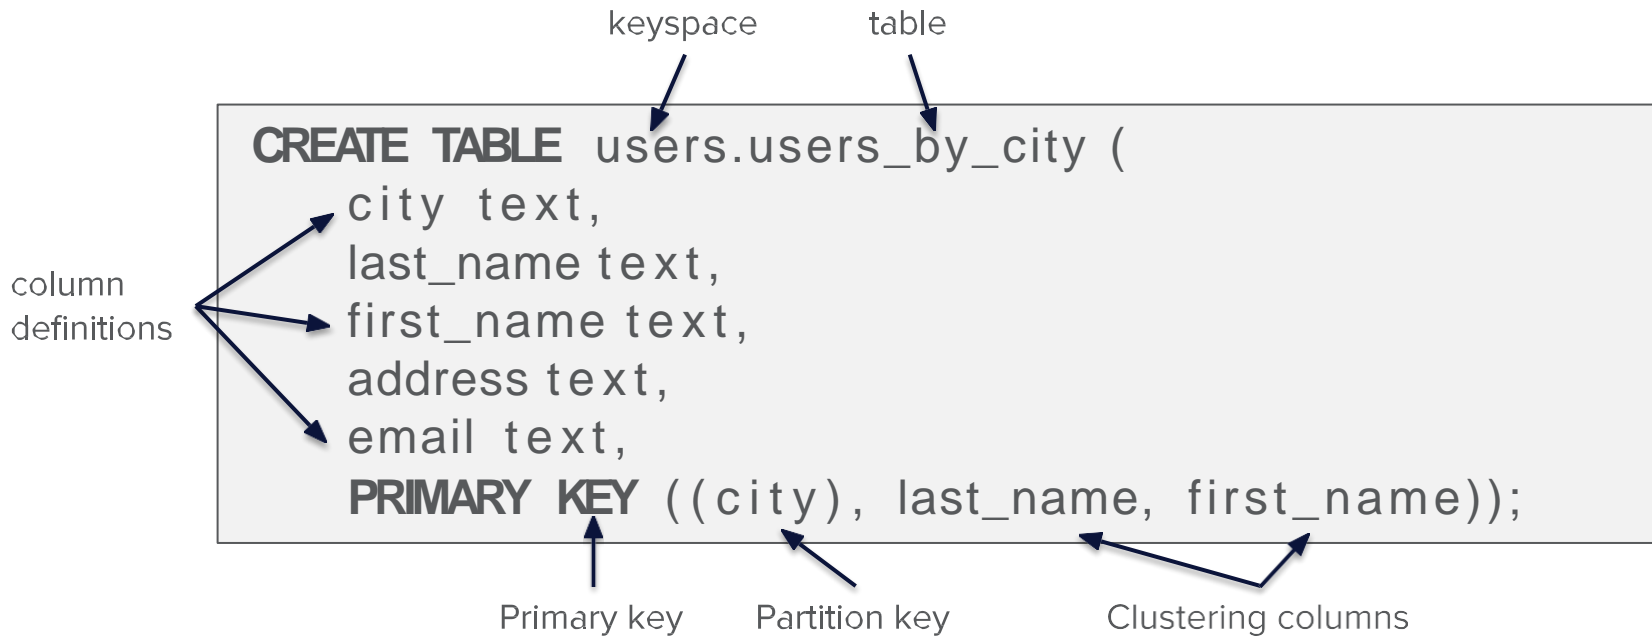 keyspace table
CREATE TABLE users.users_by_city (
city text,
last_name text,
first_name text,
address text,
email text,
PRIMARY KEY ((city), last_name, first_name));
column
definitions
Primary key Partition key Clustering columns